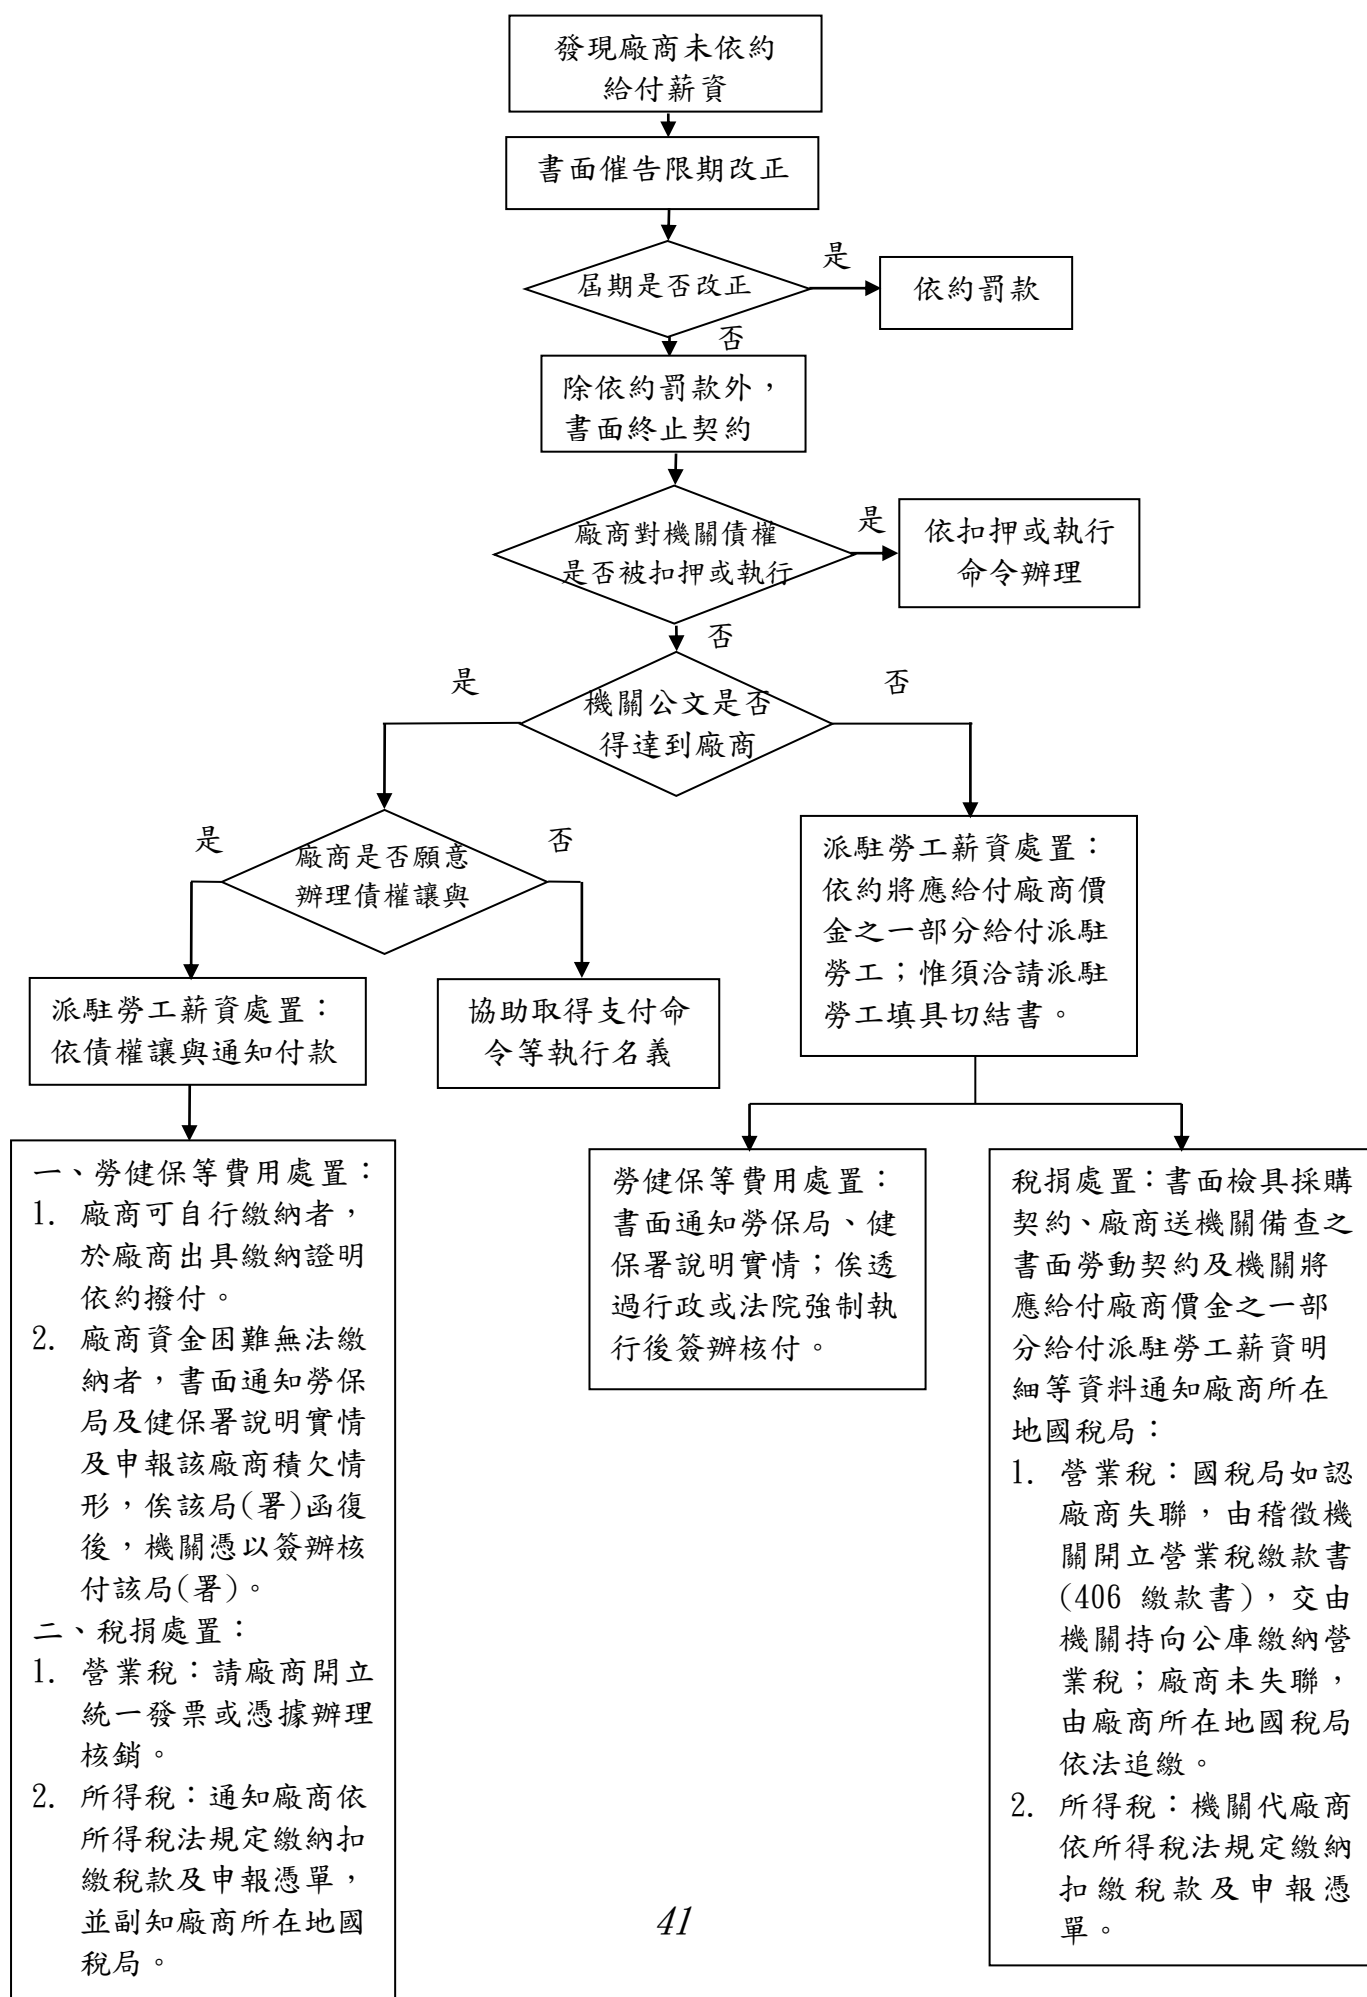 發現廠商未依約
給付薪資
書面催告限期改正
屆期是否改正
是
依約罰款
否
除依約罰款外，
書面終止契約
廠商對機關債權
是否被扣押或執行
是
依扣押或執行
命令辦理
否
機關公文是否
得達到廠商
是
否
廠商是否願意
辦理債權讓與
是
否
派駐勞工薪資處置：
依債權讓與通知付款
協助取得支付命
令等執行名義
派駐勞工薪資處置：
依約將應給付廠商價
金之一部分給付派駐
勞工；惟須洽請派駐
勞工填具切結書。
一、勞健保等費用處置：
1. 廠商可自行繳納者，
於廠商出具繳納證明
依約撥付。
2. 廠商資金困難無法繳
納者，書面通知勞保
局及健保署說明實情
及申報該廠商積欠情
形，俟該局(署)函復
後，機關憑以簽辦核
付該局(署)。
二、稅捐處置：
1. 營業稅：請廠商開立
統一發票或憑據辦理
核銷。
2. 所得稅：通知廠商依
所得稅法規定繳納扣
繳稅款及申報憑單，
並副知廠商所在地國
稅局。
勞健保等費用處置：
書面通知勞保局、健
保署說明實情；俟透
過行政或法院強制執
行後簽辦核付。
稅捐處置：書面檢具採購
契約、廠商送機關備查之
書面勞動契約及機關將
應給付廠商價金之一部
分給付派駐勞工薪資明
細等資料通知廠商所在
地國稅局：
1. 營業稅：國稅局如認
廠商失聯，由稽徵機
關開立營業稅繳款書
(406 繳款書)，交由
機關持向公庫繳納營
業稅；廠商未失聯，
由廠商所在地國稅局
依法追繳。
2. 所得稅：機關代廠商
依所得稅法規定繳納
扣繳稅款及申報憑
單。
41